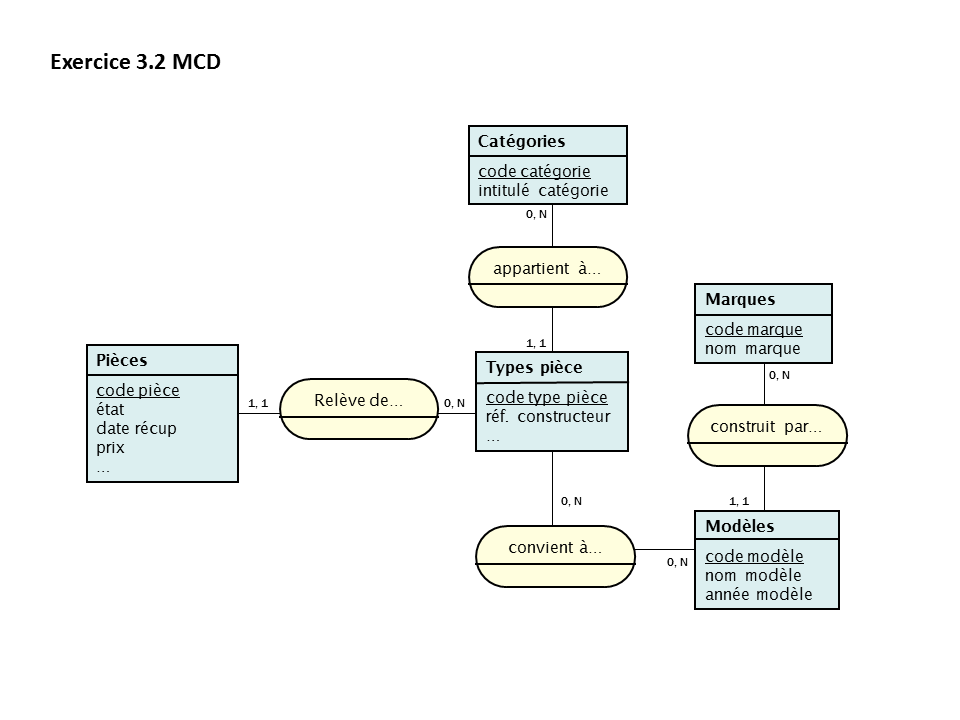 Exercice 3.2 MCD
Catégories
code catégorie
intitulé catégorie
0, N
appartient à...
1, 1
Marques
code marque
nom marque
0, N
construit par...
1, 1
Pièces
code pièce
état
date récup
prix
...
1, 1
Relève de...
0, N
Types pièce
code type pièce
réf. constructeur
...
0, N
convient à...
0, N
Modèles
code modèle
nom modèle
année modèle